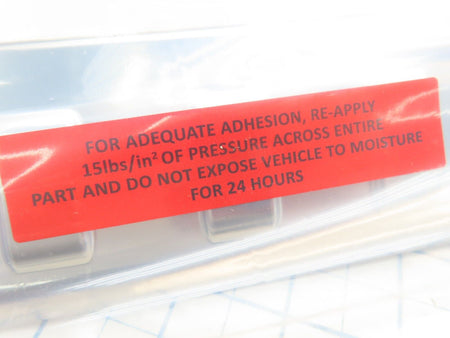 FOR ADEQUATE ADHESION, RE-APPLY
15lbs/in² OF PRESSURE ACROSS ENTIRE
PART AND DO NOT EXPOSE VEHICLE TO MOISTURE
FOR 24 HOURS